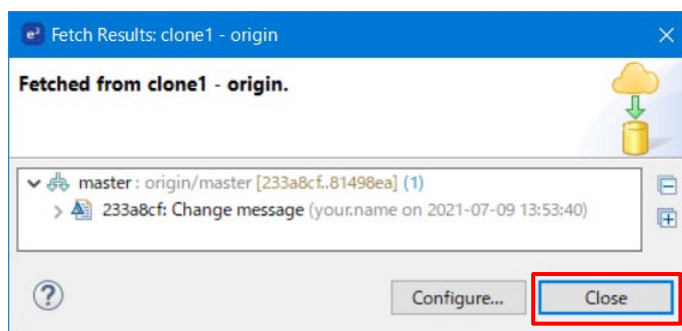 e² Fetch Results: clone1 - origin
Fetched from clone1 - origin.
master : origin/master [233a8cf..81498ea] (1)
233a8cf: Change message (your.name on 2021-07-09 13:53:40)
Configure... Close